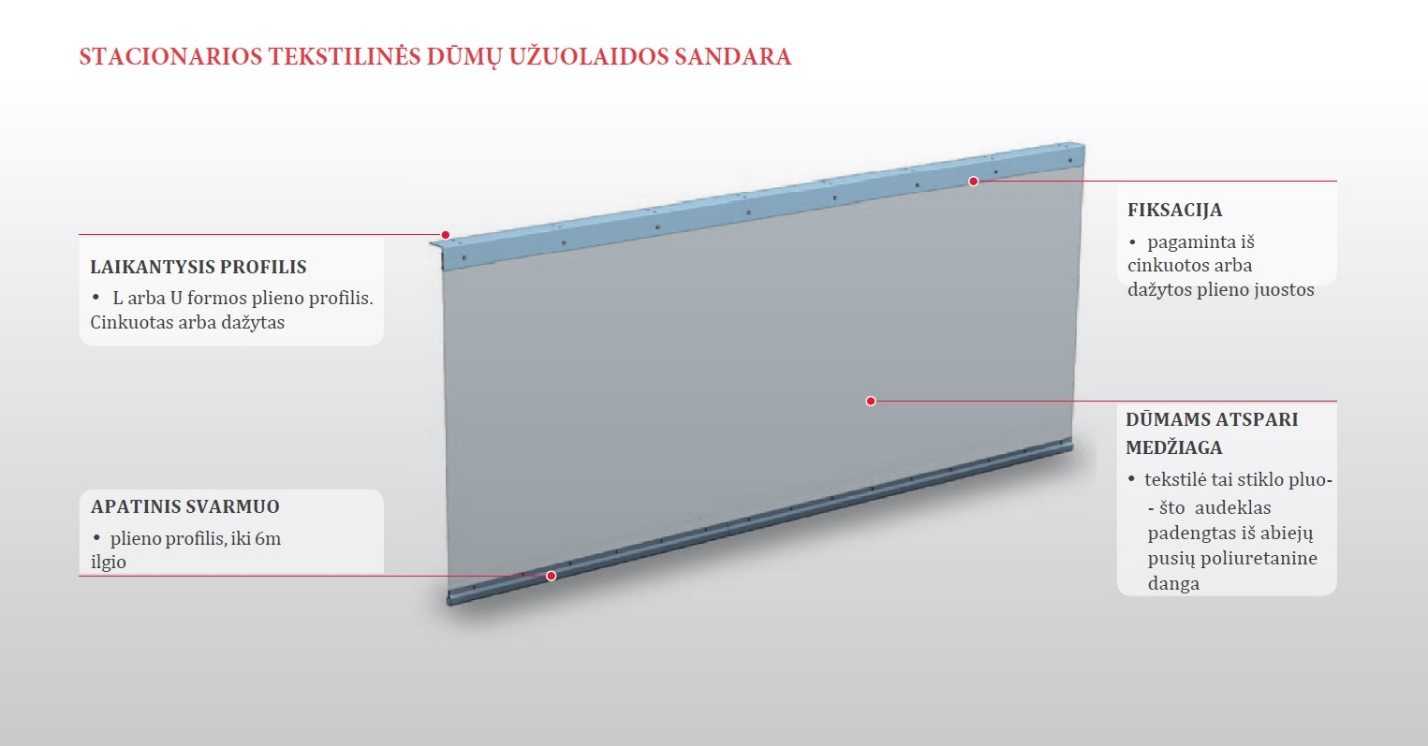 STACIONARIOS TEKSTILINĖS DŪMŲ UŽUOLAIDOS SANDARA
LAIKANTYSIS PROFILIS
• L arba U formos plieno profilis.
Cinkuotas arba dažytas
APATINIS SVARMUO
• plieno profilis, iki 6m
ilgio
FIKSACIJA
• pagaminta iš
cinkuotos arba
dažytos plieno juostos
DŪMAMS ATSPARI
MEDŽIAGA
• tekstilė tai stiklo pluo-
- što audeklas
padengtas iš abiejų
pusių poliuretanine
danga